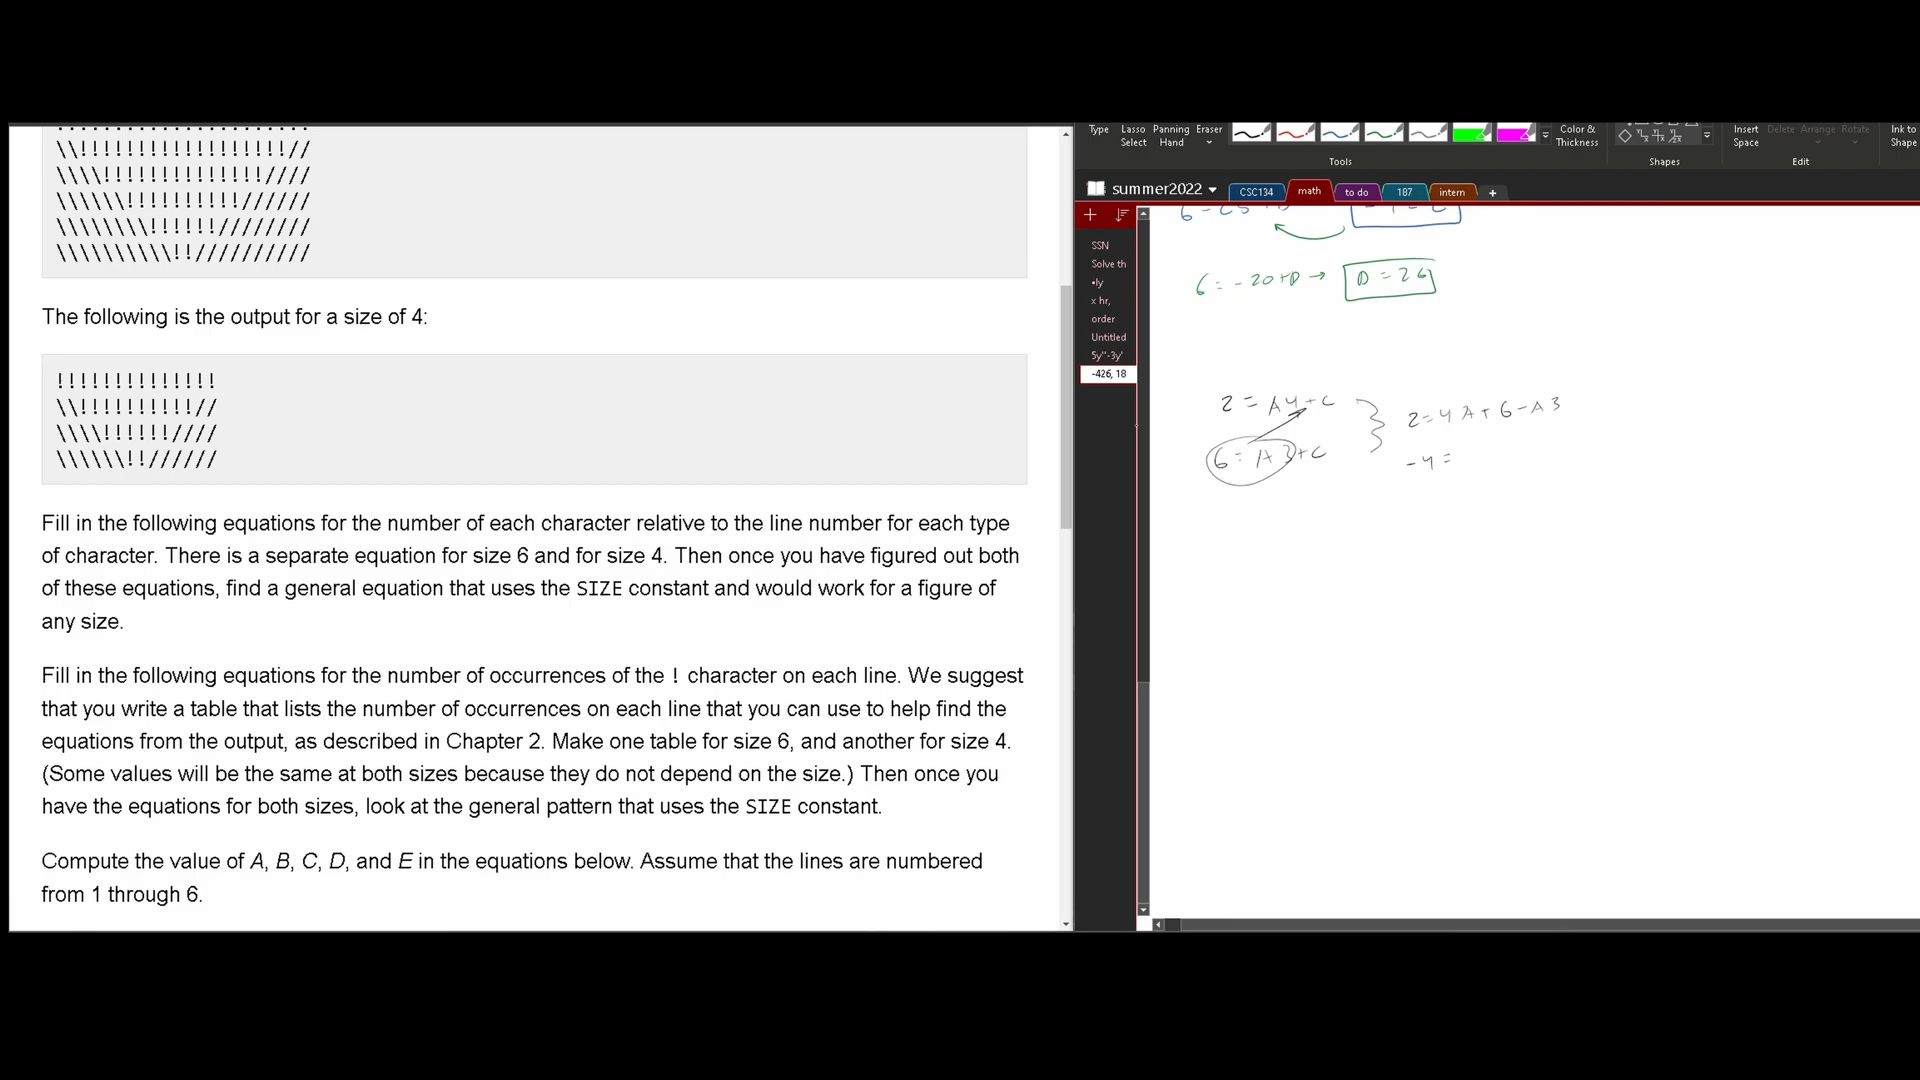 \\!!!!!!!!!!!!!!!!!!//
\\\\!!!!!!!!!!!!!!////
\\\\\\!!!!!!!!!!//////
\\\\\\\\!!!!!!////////
\\\\\\\\\\!!//////////
The following is the output for a size of 4:
!!!!!!!!!!!!!!
\\!!!!!!!!!!//
\\\\!!!!!!////
\\\\\\!!//////
Fill in the following equations for the number of each character relative to the line number for each type
of character. There is a separate equation for size 6 and for size 4. Then once you have figured out both
of these equations, find a general equation that uses the SIZE constant and would work for a figure of
any size.
Fill in the following equations for the number of occurrences of the ! character on each line. We suggest
that you write a table that lists the number of occurrences on each line that you can use to help find the
equations from the output, as described in Chapter 2. Make one table for size 6, and another for size 4.
(Some values will be the same at both sizes because they do not depend on the size.) Then once you
have the equations for both sizes, look at the general pattern that uses the SIZE constant.
Compute the value of A, B, C, D, and E in the equations below. Assume that the lines are numbered
from 1 through 6.
Type Lasso Select Panning Hand Eraser
Color & Thickness
Insert Space Delete Arrange Rotate Ink to Shape
Tools Shapes Edit
summer2022 CSC134 math to do 187 intern +
SSN
Solve th
•ly
x hr,
order
Untitled
5y''-3y'
-426, 18
6 = -20+D → D = 26
2 = A4+C
6 = A3+C
2 = 4A+6-A3
-4 =